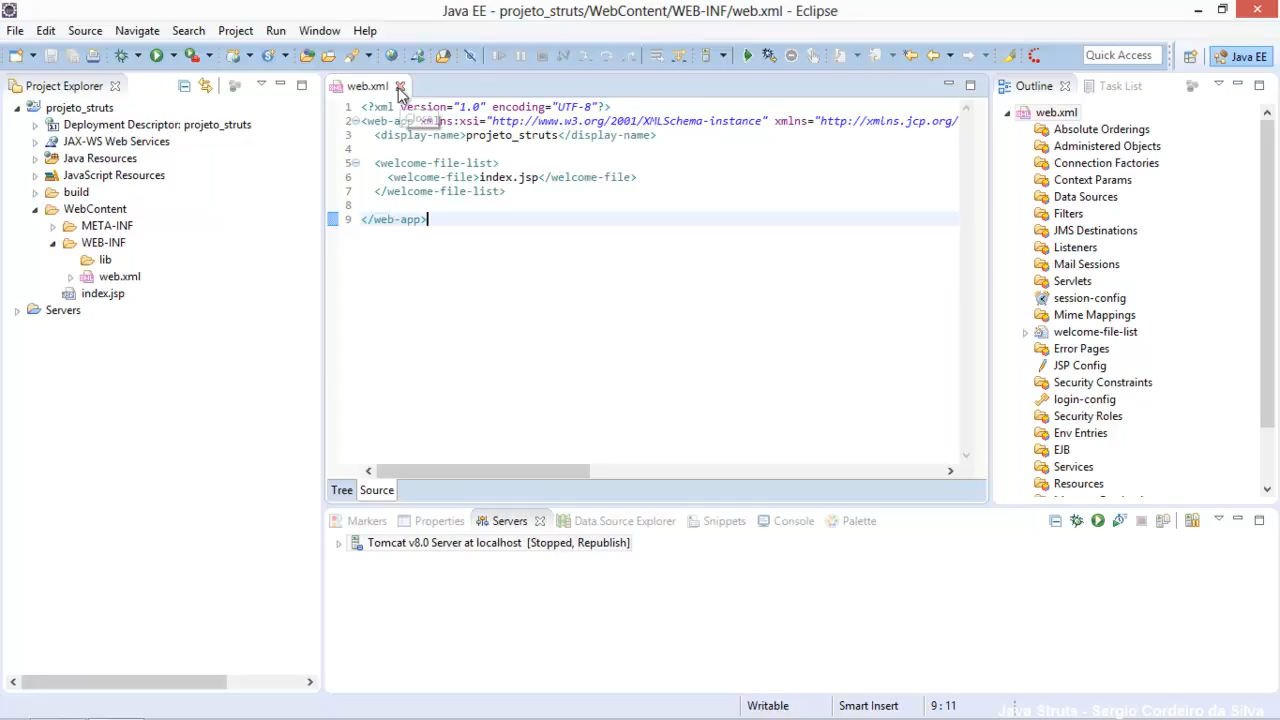 Java EE - projeto_struts/WebContent/WEB-INF/web.xml - Eclipse
File Edit Source Navigate Search Project Run Window Help
Quick Access
Java EE
Project Explorer
projeto_struts
Deployment Descriptor: projeto_struts
JAX-WS Web Services
Java Resources
JavaScript Resources
build
WebContent
META-INF
WEB-INF
lib
web.xml
index.jsp
Servers
web.xml
1 <?xml version="1.0" encoding="UTF-8"?>
2 <web-app xmlns:xsi="http://www.w3.org/2001/XMLSchema-instance" xmlns="http://xmlns.jcp.org/
3 <display-name>projeto_struts</display-name>
4
5 <welcome-file-list>
6 <welcome-file>index.jsp</welcome-file>
7 </welcome-file-list>
8
9 </web-app>
Tree Source
Outline Task List
web.xml
Absolute Orderings
Administered Objects
Connection Factories
Context Params
Data Sources
Filters
JMS Destinations
Listeners
Mail Sessions
Servlets
session-config
Mime Mappings
welcome-file-list
Error Pages
JSP Config
Security Constraints
login-config
Security Roles
Env Entries
EJB
Services
Resources
Markers Properties Servers Data Source Explorer Snippets Console Palette
Tomcat v8.0 Server at localhost [Stopped, Republish]
Writable Smart Insert 9 : 11
Java Struts - Sergio Cordeiro da Silva